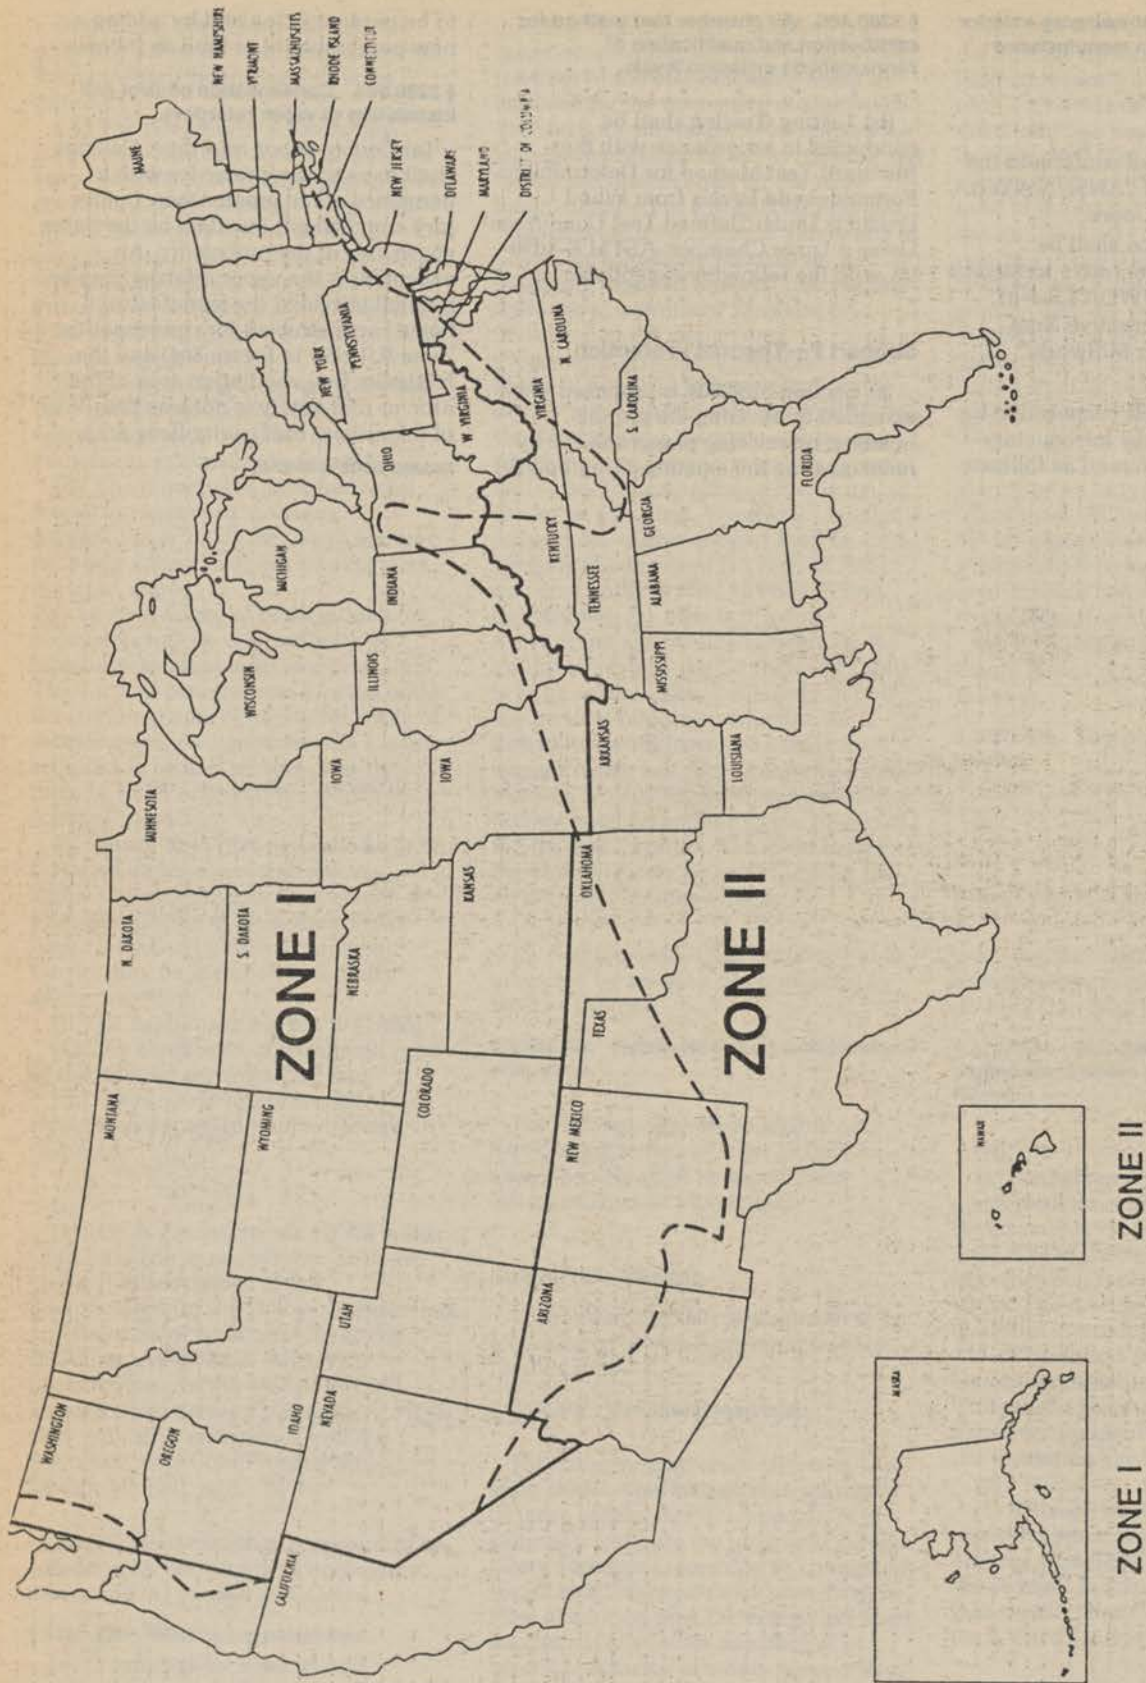 WASHINGTON
OREGON
CALIFORNIA
IDAHO
NEVADA
UTAH
ARIZONA
MONTANA
WYOMING
COLORADO
NEW MEXICO
N. DAKOTA
S. DAKOTA
ZONE I
NEBRASKA
KANSAS
OKLAHOMA
TEXAS
ZONE II
MINNESOTA
IOWA
IOWA
ARKANSAS
LOUISIANA
WISCONSIN
ILLINOIS
MICHIGAN
INDIANA
OHIO
KENTUCKY
TENNESSEE
MISSISSIPPI
ALABAMA
GEORGIA
FLORIDA
S. CAROLINA
N. CAROLINA
VIRGINIA
W. VIRGINIA
PENNSYLVANIA
NEW YORK
MAINE
NEW HAMPSHIRE
VERMONT
MASSACHUSETTS
RHODE ISLAND
CONNECTICUT
NEW JERSEY
DELAWARE
MARYLAND
DISTRICT OF COLUMBIA
ALASKA
ZONE I
HAWAII
ZONE II